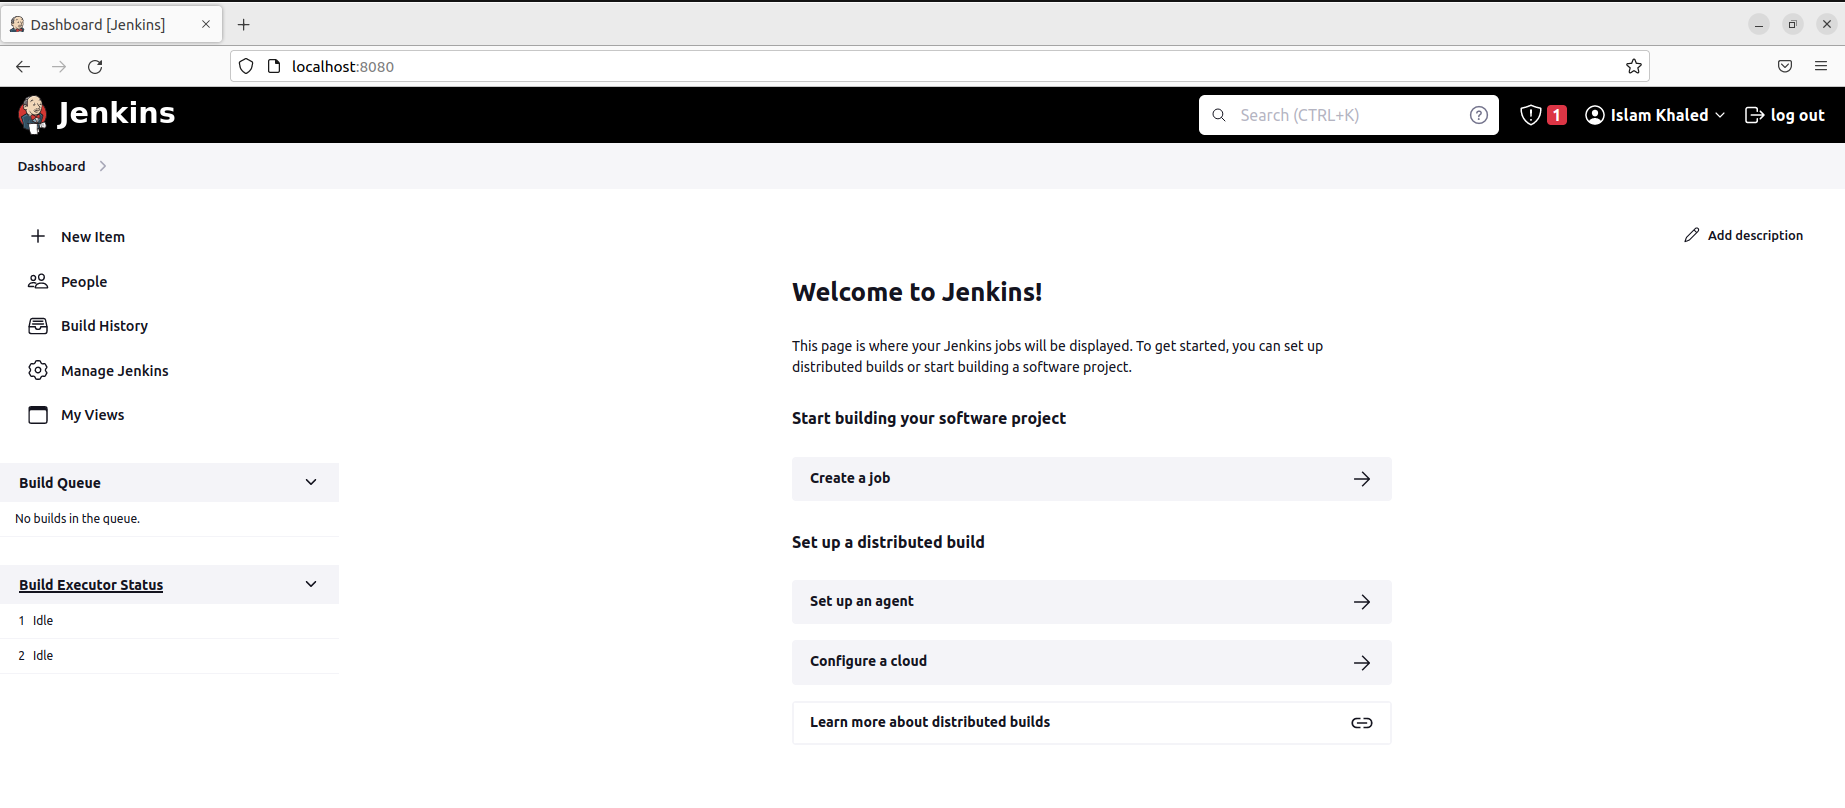 Dashboard [Jenkins]
localhost:8080
Jenkins
Search (CTRL+K)
1
Islam Khaled
log out
Dashboard
New Item
People
Build History
Manage Jenkins
My Views
Build Queue
No builds in the queue.
Build Executor Status
1 Idle
2 Idle
Add description
Welcome to Jenkins!
This page is where your Jenkins jobs will be displayed. To get started, you can set up
distributed builds or start building a software project.
Start building your software project
Create a job
Set up a distributed build
Set up an agent
Configure a cloud
Learn more about distributed builds